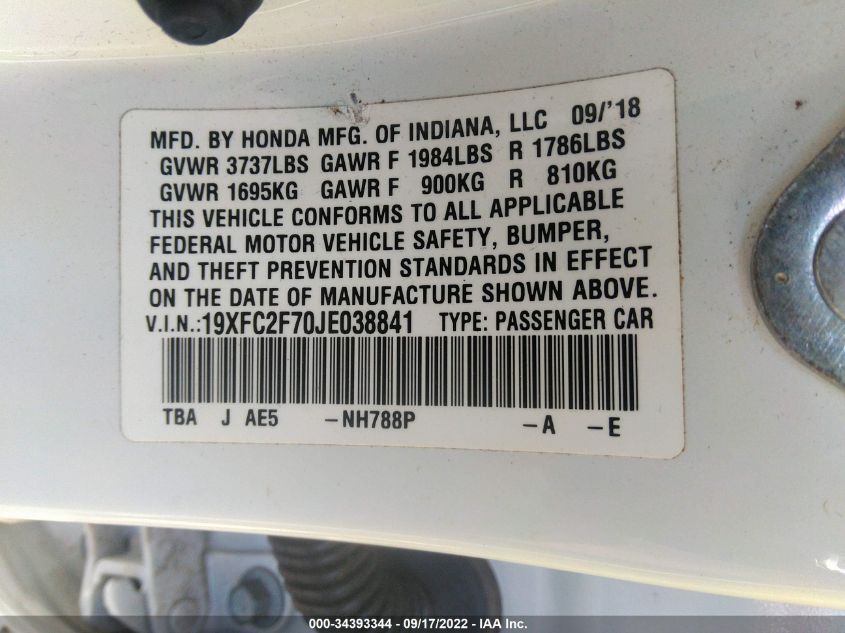 MFD. BY HONDA MFG. OF INDIANA, LLC 09/'18
GVWR 3737LBS GAWR F 1984LBS R 1786LBS
GVWR 1695KG GAWR F 900KG R 810KG
THIS VEHICLE CONFORMS TO ALL APPLICABLE
FEDERAL MOTOR VEHICLE SAFETY, BUMPER,
AND THEFT PREVENTION STANDARDS IN EFFECT
ON THE DATE OF MANUFACTURE SHOWN ABOVE.
V.I.N.:19XFC2F70JE038841 TYPE: PASSENGER CAR
TBA J AE5 -NH788P -A -E
000-34393344 / 09/17/2022 - IAA Inc.